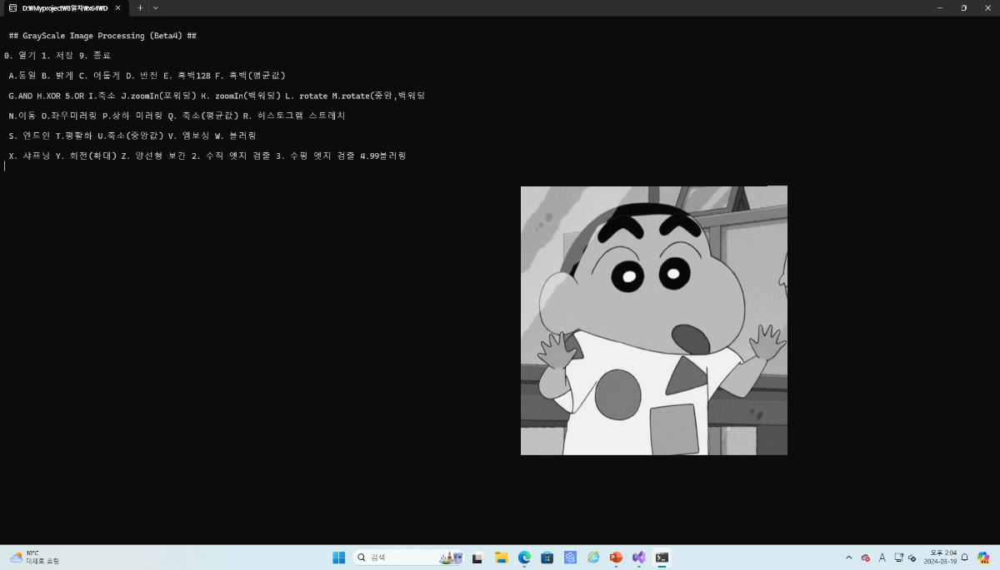 D:\Myproject\8일차\x64\D
## GrayScale Image Processing (Beta4) ##
0. 열기 1. 저장 9. 종료
A.동일 B. 밝게 C. 어둡게 D. 반전 E. 흑백128 F. 흑백(평균값)
G.AND H.XOR 5.OR I.축소 J.zoomIn(포워딩) K. zoomIn(백워딩) L. rotate M.rotate(중앙,백워딩
N.이동 O.좌우미러링 P.상하 미러링 Q. 축소(평균값) R. 히스토그램 스트레치
S. 엔드인 T.평활화 U.축소(중앙값) V. 엠보싱 W. 블러링
X. 샤프닝 Y. 회전(확대) Z. 양선형 보간 2. 수직 엣지 검출 3. 수평 엣지 검출 4.99블러링
10°C
대체로 흐림
검색
A
오후 2:04
2024-03-19